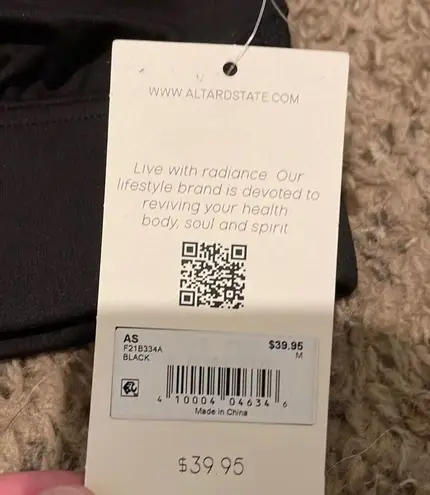 WWW.ALTARDSTATE.COM
Live with radiance Our
lifestyle brand is devoted to
reviving your health
body, soul and spirit
AS $39.95
F21B334A M
BLACK
4 10004 04634 6
Made in China
$39.95